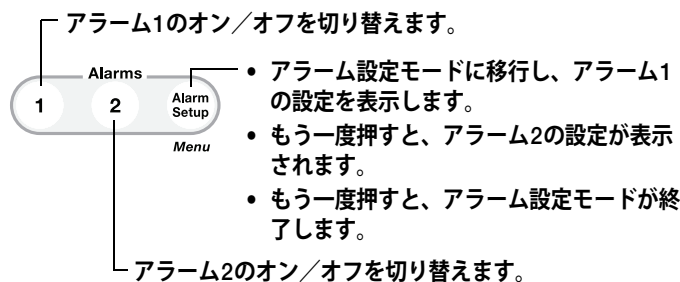 アラーム1のオン／オフを切り替えます。
Alarms
1
2
Alarm
Setup
Menu
• アラーム設定モードに移行し、アラーム1
の設定を表示します。
• もう一度押すと、アラーム2の設定が表示
されます。
• もう一度押すと、アラーム設定モードが終
了します。
アラーム2のオン／オフを切り替えます。